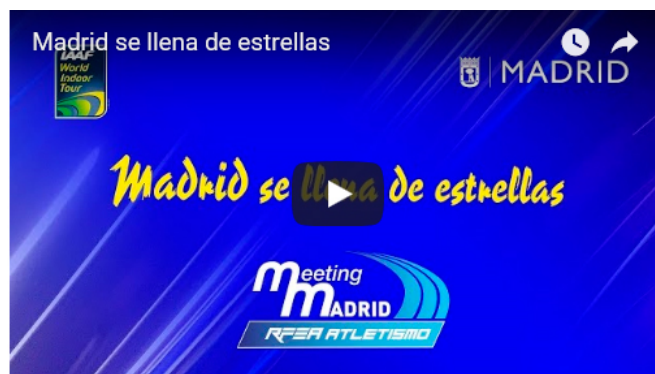 Madrid se llena de estrellas
IAAF
World
Indoor
Tour
MADRID
Madrid se llena de estrellas
Meeting
MADRID
RFEA ATLETISMO